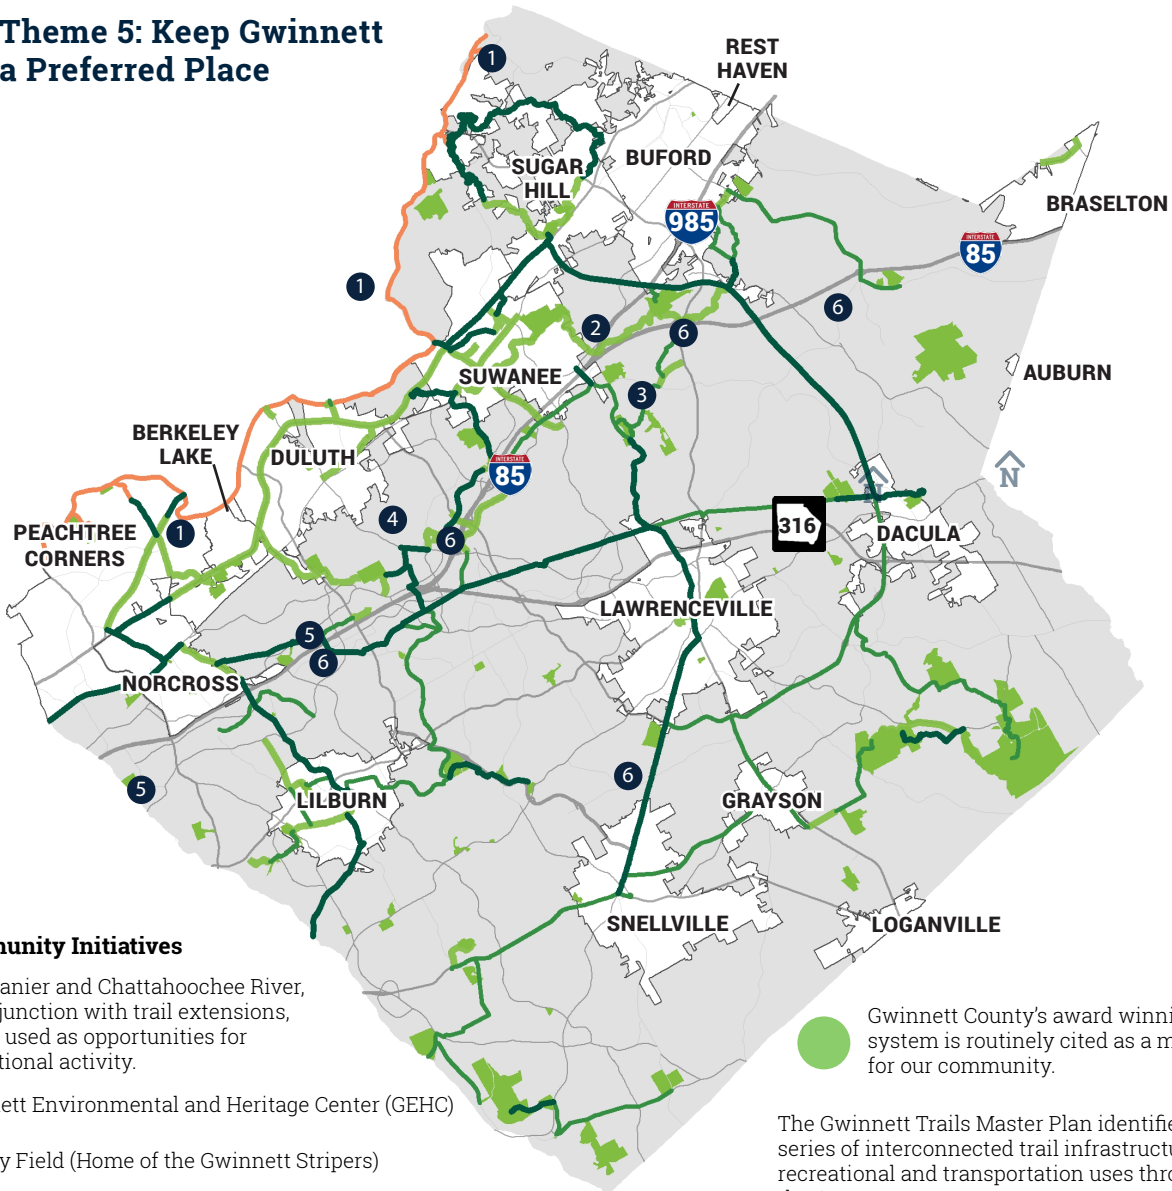 Theme 5: Keep Gwinnett
a Preferred Place
1
REST
HAVEN
BUFORD
SUGAR
HILL
BRASELTON
INTERSTATE
985
INTERSTATE
85
1
6
2
6
SUWANEE
AUBURN
3
BERKELEY
LAKE
DULUTH
INTERSTATE
85
N
N
4
316
1
6
PEACHTREE
CORNERS
DACULA
LAWRENCEVILLE
5
6
NORCROSS
5
6
LILBURN
GRAYSON
SNELLVILLE
LOGANVILLE
munity Initiatives
anier and Chattahoochee River,
junction with trail extensions,
used as opportunities for
tional activity.
ett Environmental and Heritage Center (GEHC)
y Field (Home of the Gwinnett Stripers)
Gwinnett County's award winni
system is routinely cited as a m
for our community.
The Gwinnett Trails Master Plan identifie
series of interconnected trail infrastructu
recreational and transportation uses thro